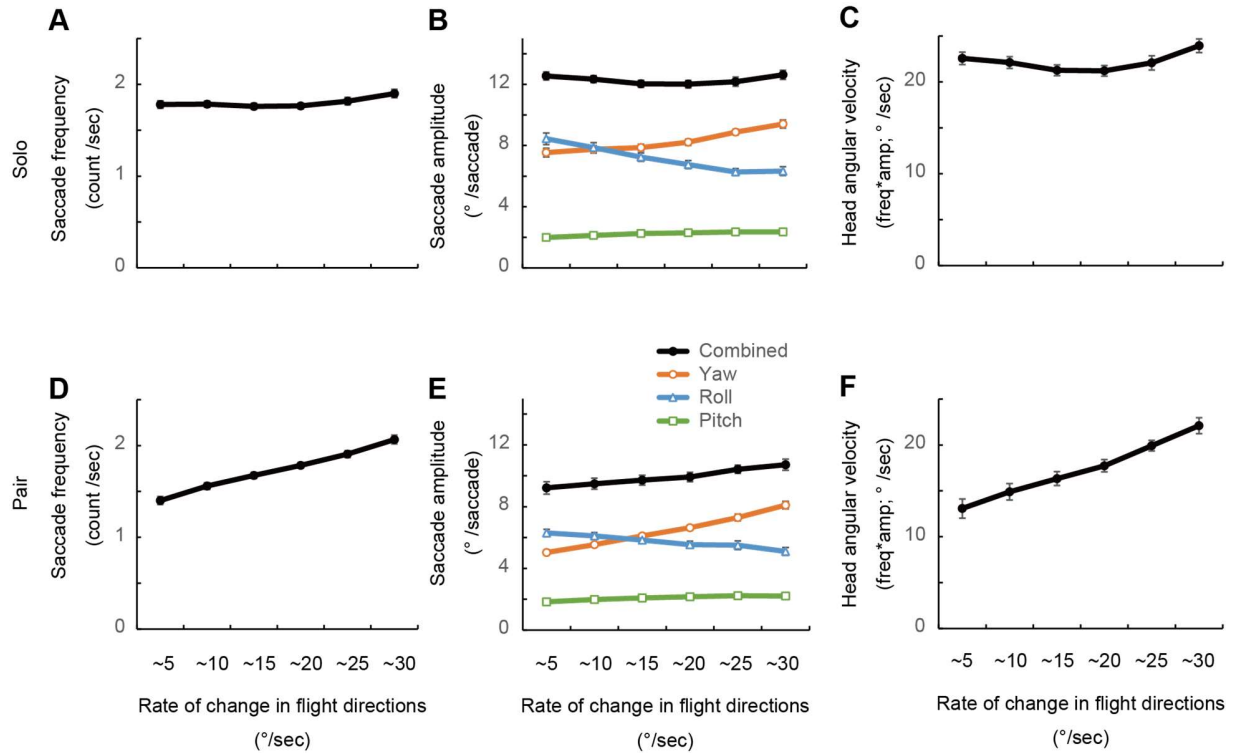 A
B
C
Solo
Saccade frequency
(count /sec)
2
1
0
Saccade amplitude
(° /saccade)
12
8
4
0
Head angular velocity
(freq*amp; ° /sec)
20
10
0
D
E
F
Combined
Yaw
Roll
Pitch
Pair
Saccade frequency
(count /sec)
2
1
0
Saccade amplitude
(° /saccade)
12
8
4
0
Head angular velocity
(freq*amp; ° /sec)
20
10
0
~5 ~10 ~15 ~20 ~25 ~30
~5 ~10 ~15 ~20 ~25 ~30
~5 ~10 ~15 ~20 ~25 ~30
Rate of change in flight directions
(°/sec)
Rate of change in flight directions
(°/sec)
Rate of change in flight directions
(°/sec)